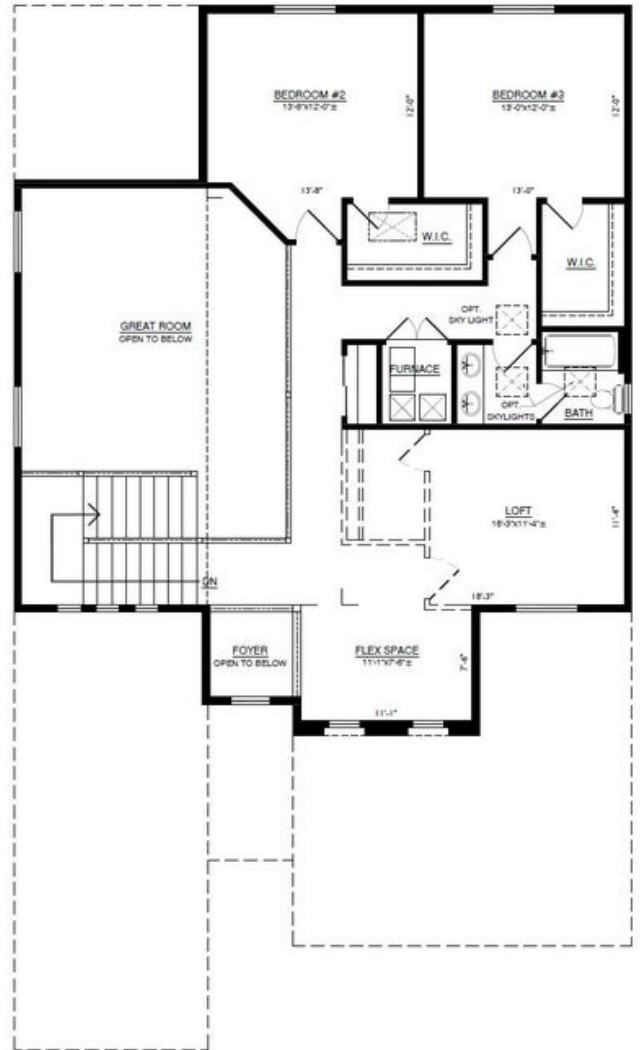 BEDROOM #2
13'-8"X12'-0"±
12'-0"
13'-8"
BEDROOM #3
13'-0"X12'-0"±
12'-0"
13'-0"
W.I.C.
W.I.C.
GREAT ROOM
OPEN TO BELOW
OPT.
SKY LIGHT
FURNACE
OPT.
SKYLIGHTS
BATH
LOFT
18'-3"X11'-4"±
18'-3"
DN
FOYER
OPEN TO BELOW
FLEX SPACE
11'-1"X7'-6"±
7'-6"
11'-1"